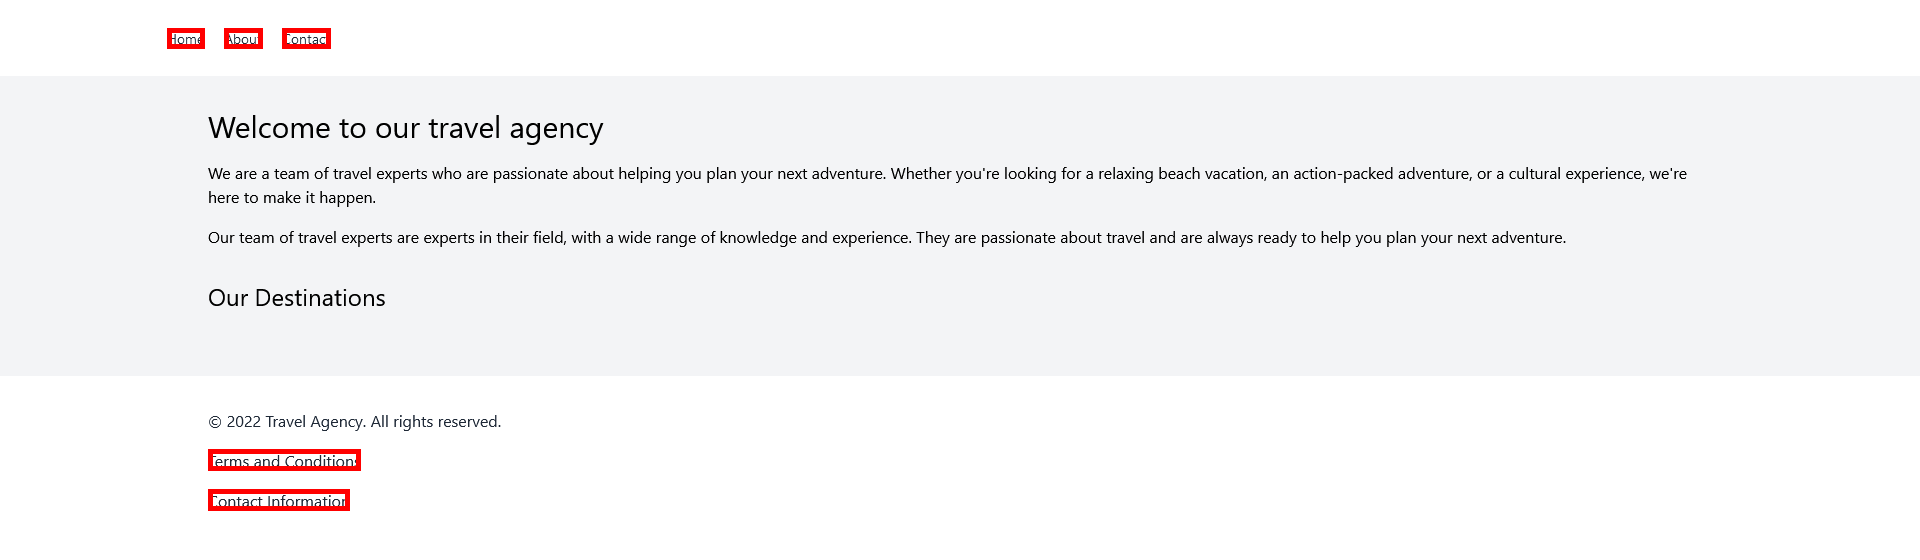 Home About Contact
Welcome to our travel agency
We are a team of travel experts who are passionate about helping you plan your next adventure. Whether you're looking for a relaxing beach vacation, an action-packed adventure, or a cultural experience, we're
here to make it happen.
Our team of travel experts are experts in their field, with a wide range of knowledge and experience. They are passionate about travel and are always ready to help you plan your next adventure.
Our Destinations
© 2022 Travel Agency. All rights reserved.
Terms and Conditions
Contact Information